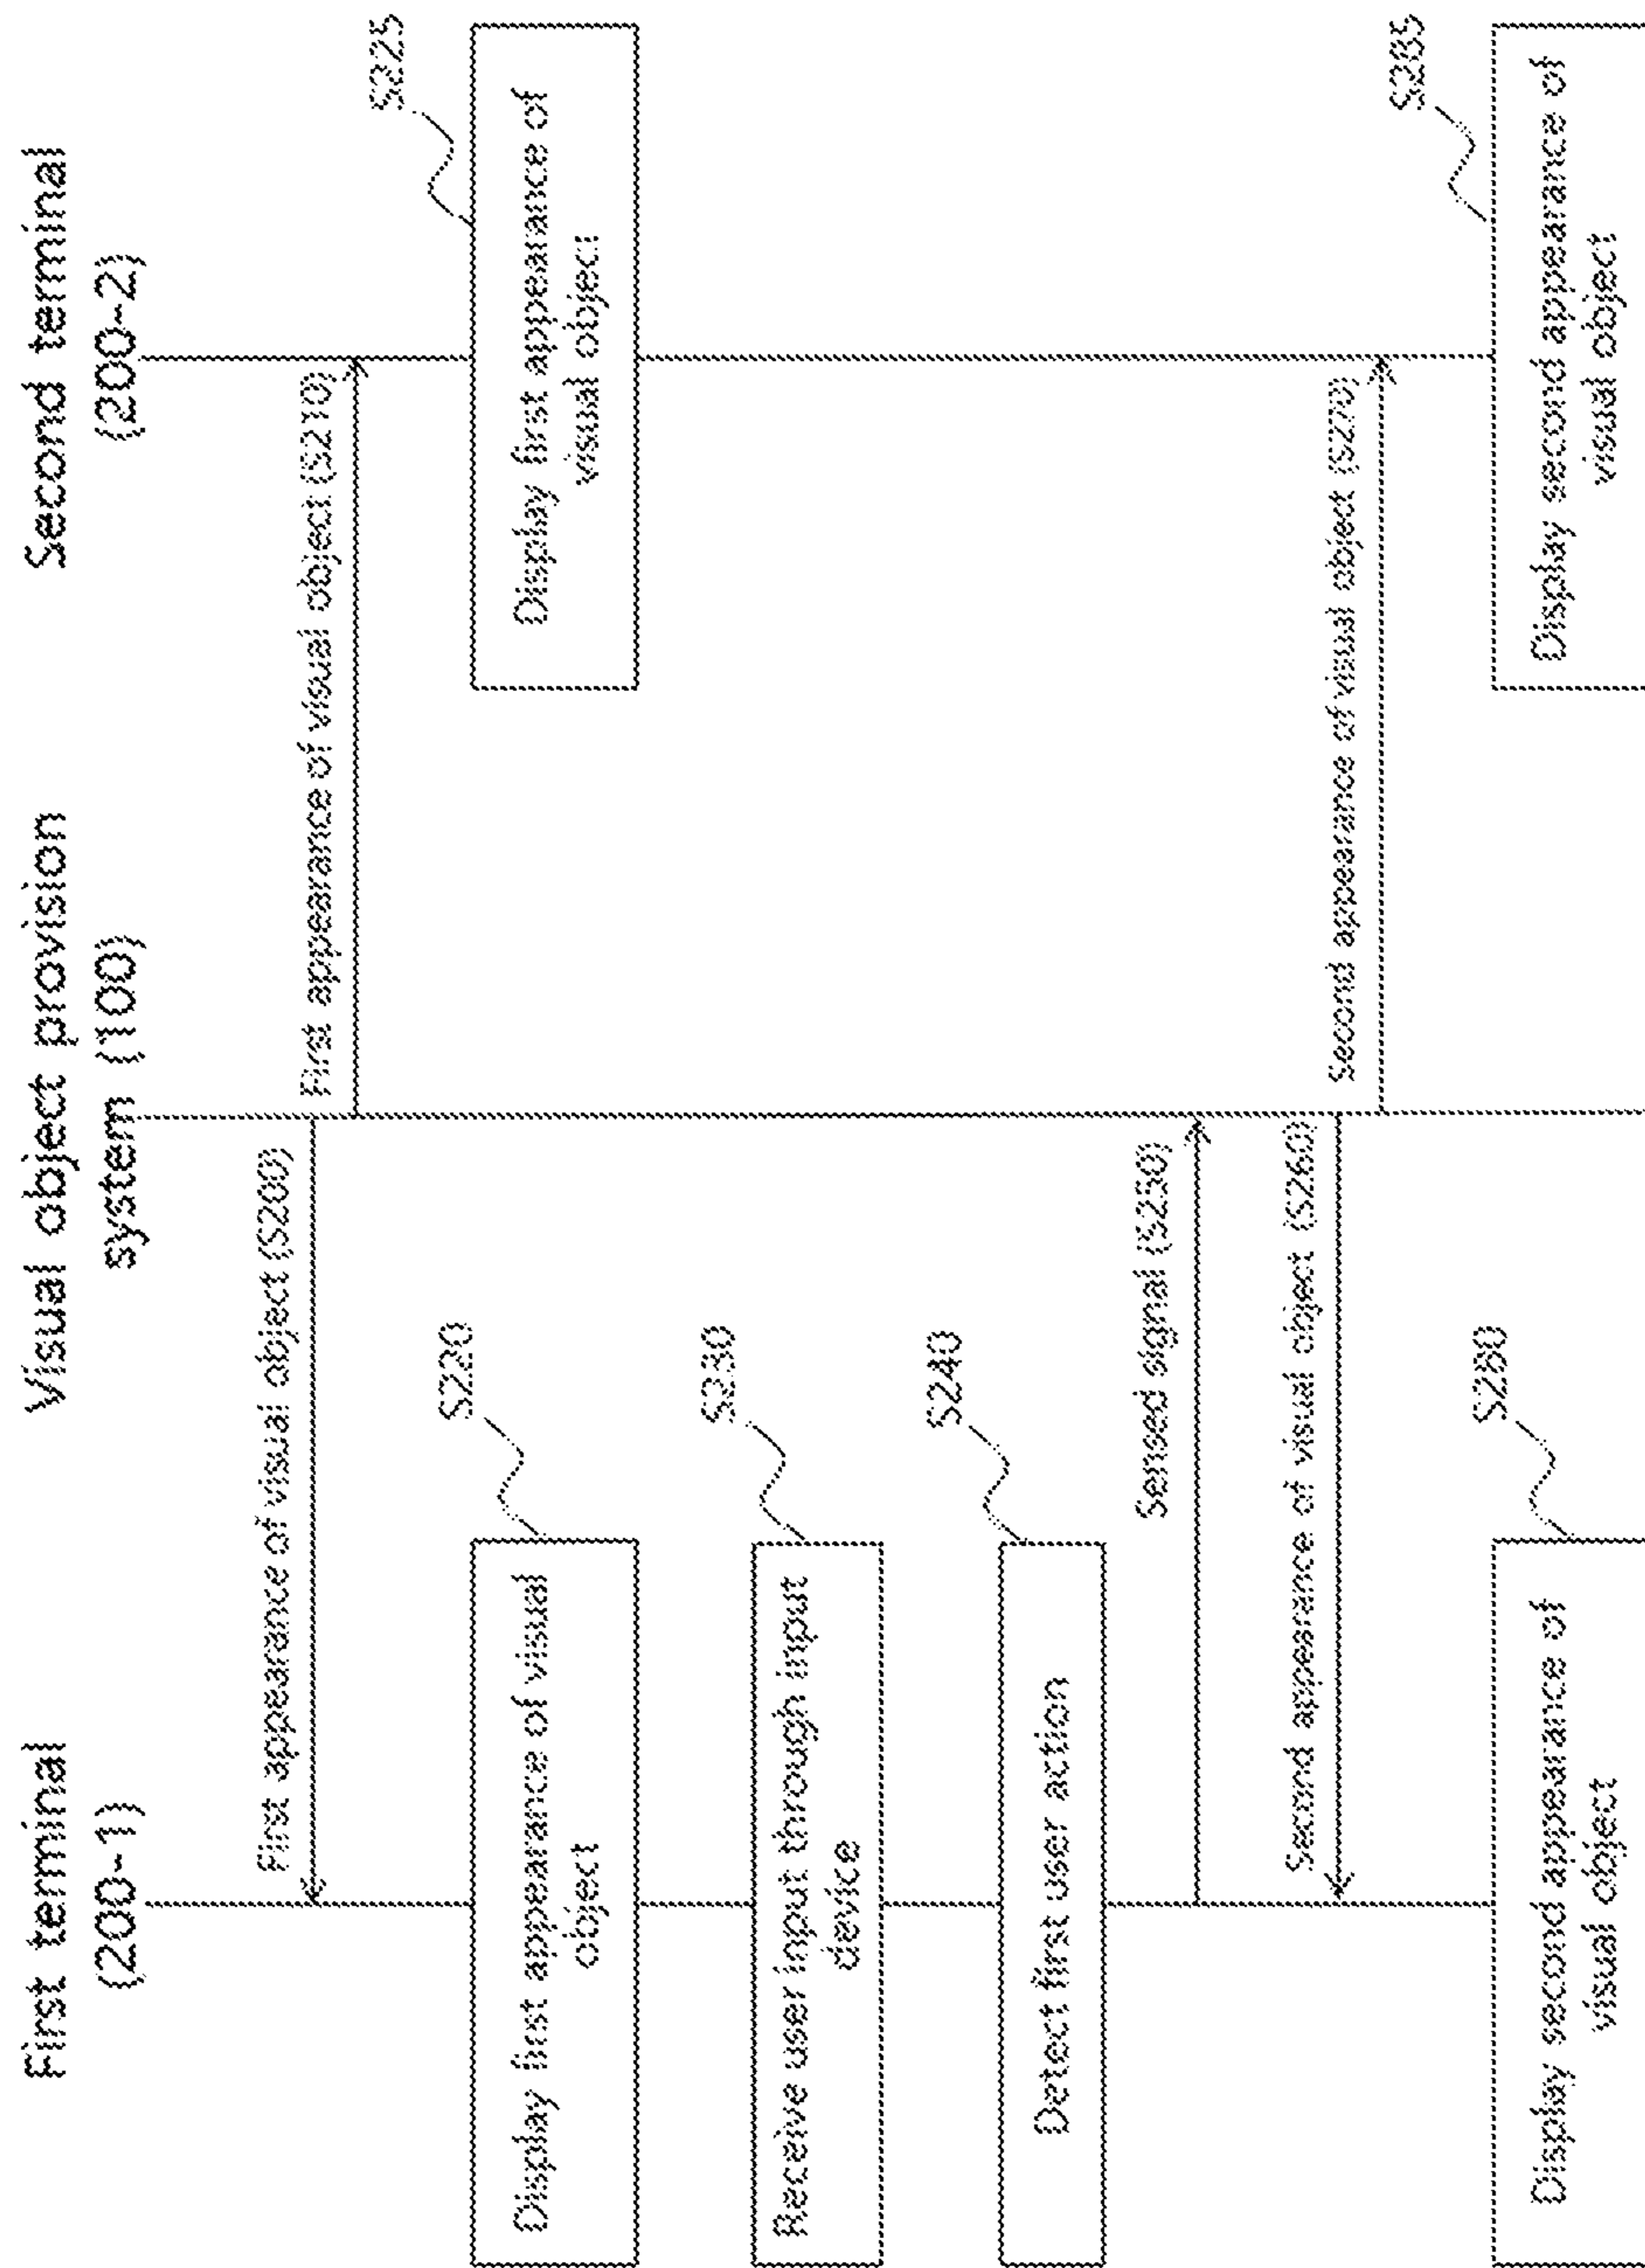 First terminal
(200-1)
Visual object provision
system (100)
Second terminal
(200-2)
First appearance of visual object (S200)
First appearance of visual object (S210)
S220
Display first appearance of visual
object
S225
Display first appearance of
visual object
S230
Receive user input through input
device
S240
Detect first user action
Sensed signal (S250)
Second appearance of visual object (S260)
Second appearance of visual object (S270)
S280
Display second appearance of
visual object
S285
Display second appearance of
visual object